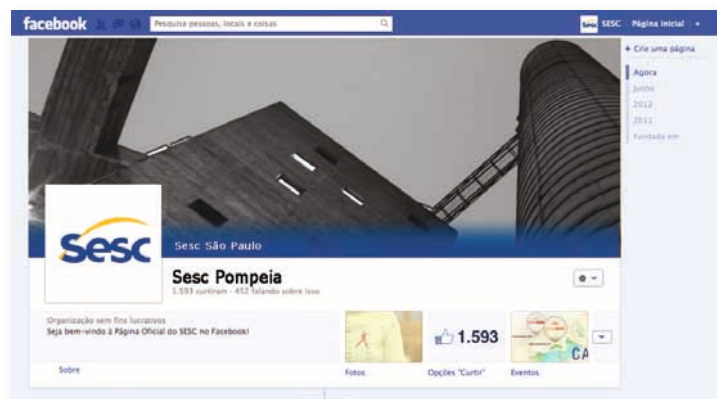 facebook Pesquisa pessoas, locais e coisas Sesc SESC Página inicial
+ Crie uma página
Agora
Junho
2012
2011
Fundada em
Sesc
Sesc São Paulo
Sesc Pompeia
1.593 curtiram · 452 falando sobre isso
Organização sem fins lucrativos
Seja bem-vindo à Página Oficial do SESC no Facebook!
Sobre
1.593
CA
Fotos Opções "Curtir" Eventos